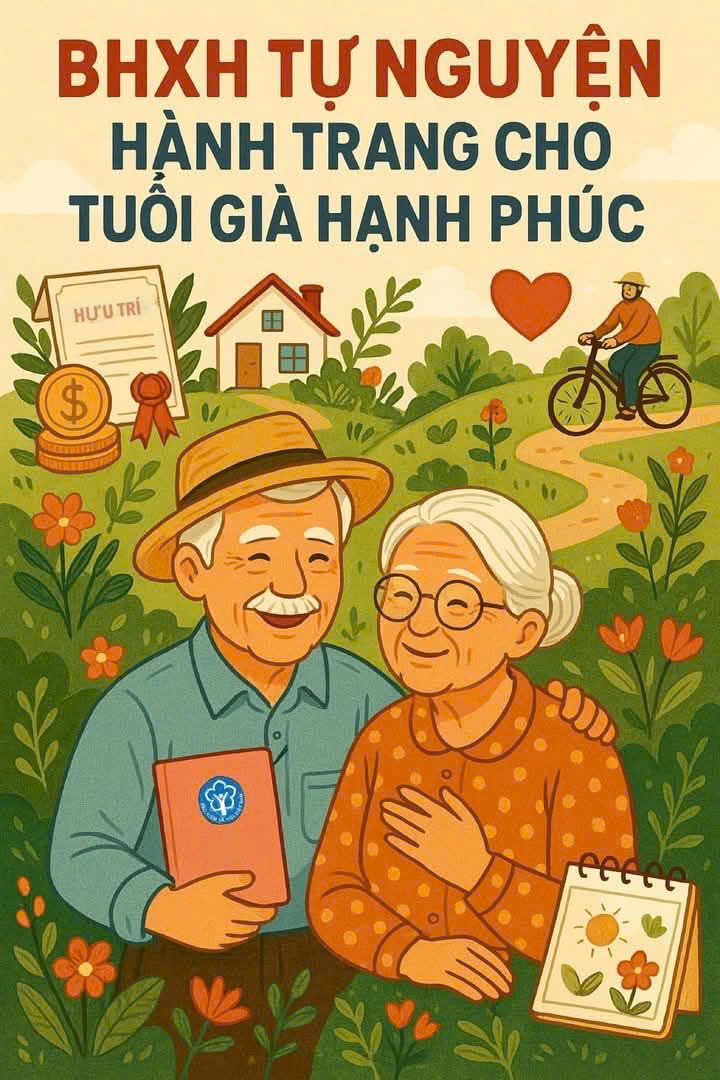 BHXH TỰ NGUYỆN
HÀNH TRANG CHO
TUỔI GIÀ HẠNH PHÚC
HƯU TRÍ
$